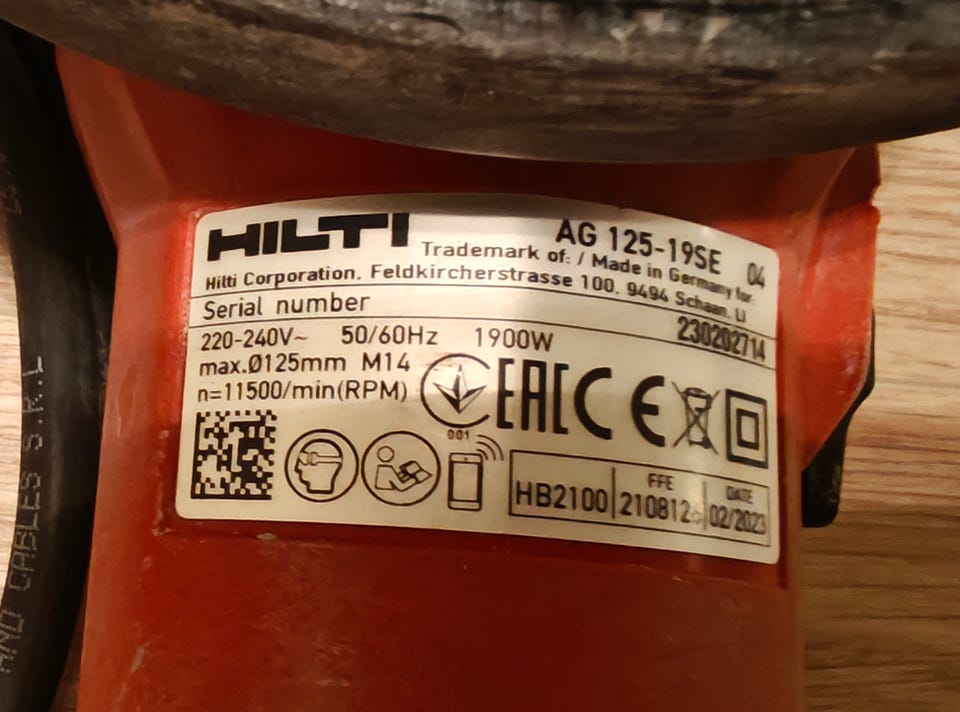 HILTI AG 125-19SE 04
Trademark of: / Made in Germany for:
Hilti Corporation, Feldkircherstrasse 100, 9494 Schaan, LI
Serial number 230202714
220-240V~ 50/60Hz 1900W
max.Ø125mm M14
n=11500/min(RPM)
001
EAC CE
FFE DATE
HB2100 210812 02/2023
CABLES S.R.L